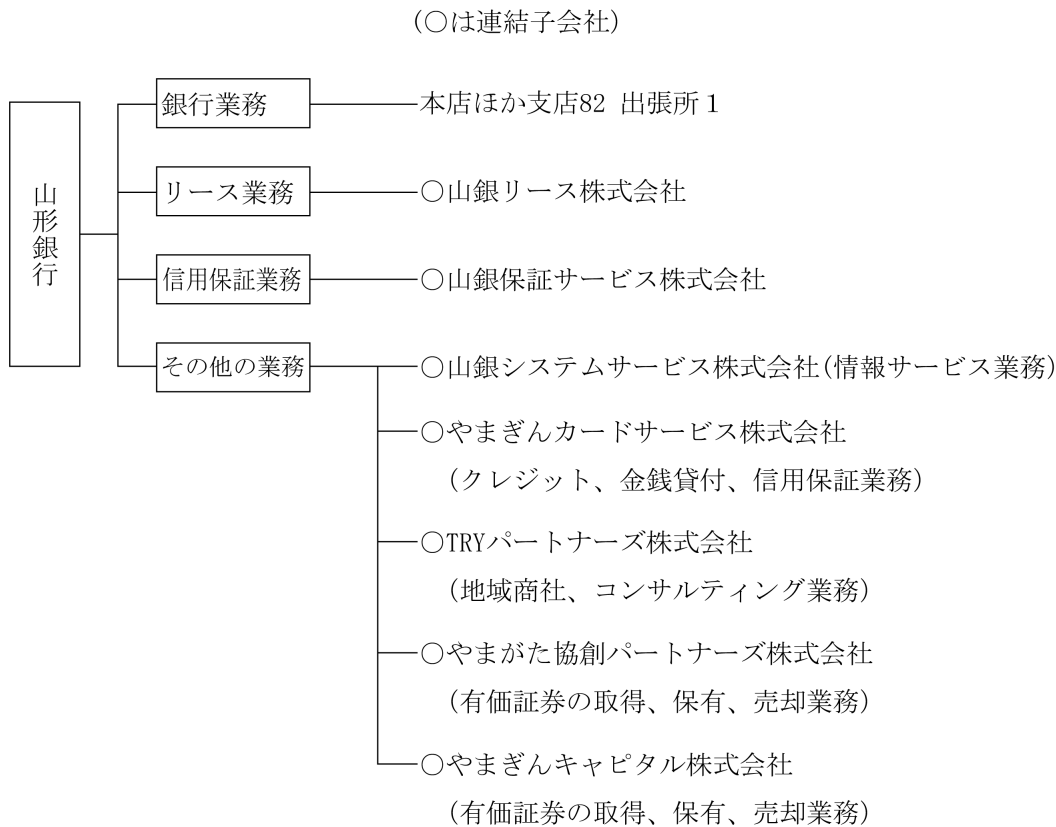 (○は連結子会社)
山形銀行
銀行業務
本店ほか支店82 出張所1
リース業務
○山銀リース株式会社
信用保証業務
○山銀保証サービス株式会社
その他の業務
○山銀システムサービス株式会社(情報サービス業務)
○やまぎんカードサービス株式会社
(クレジット、金銭貸付、信用保証業務)
○TRYパートナーズ株式会社
(地域商社、コンサルティング業務)
○やまがた協創パートナーズ株式会社
(有価証券の取得、保有、売却業務)
○やまぎんキャピタル株式会社
(有価証券の取得、保有、売却業務)